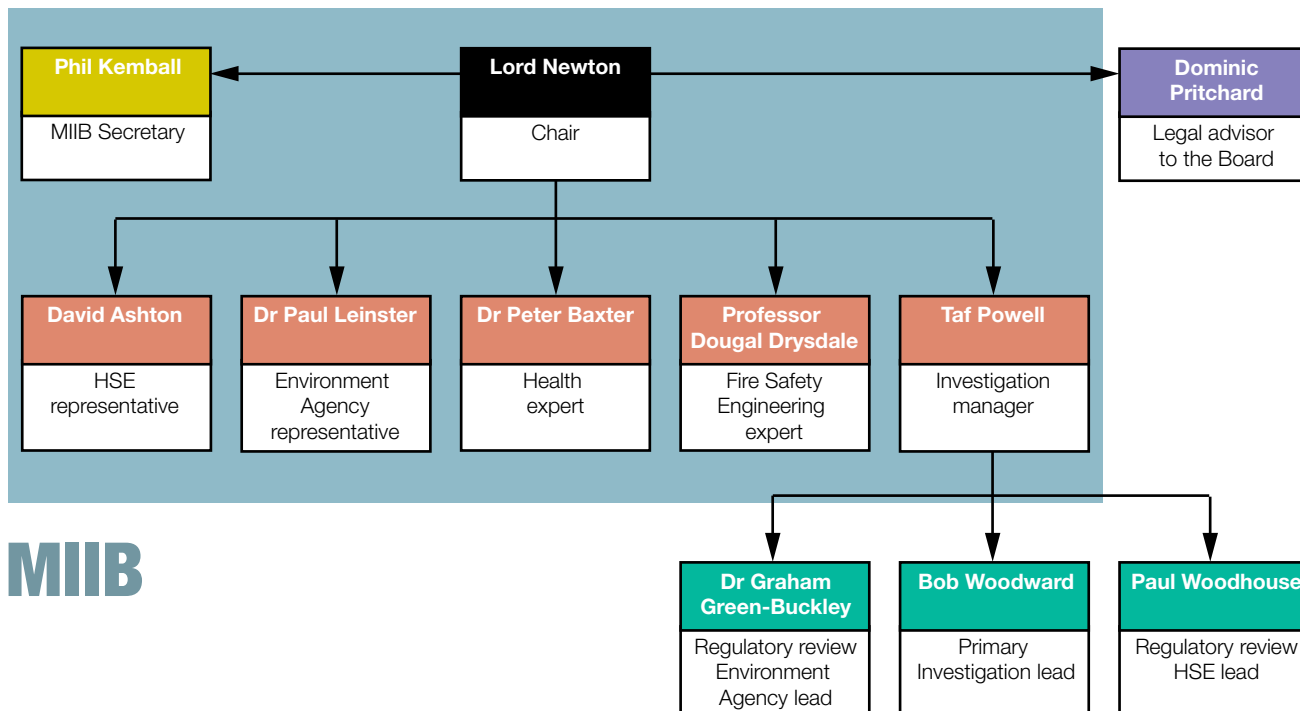 Phil Kemball
MIIB Secretary
Lord Newton
Chair
Dominic
Pritchard
Legal advisor
to the Board
David Ashton
HSE
representative
Dr Paul Leinster
Environment
Agency
representative
Dr Peter Baxter
Health
expert
Professor
Dougal Drysdale
Fire Safety
Engineering
expert
Taf Powell
Investigation
manager
MIIB
Dr Graham
Green-Buckley
Regulatory review
Environment
Agency lead
Bob Woodward
Primary
Investigation lead
Paul Woodhouse
Regulatory review
HSE lead